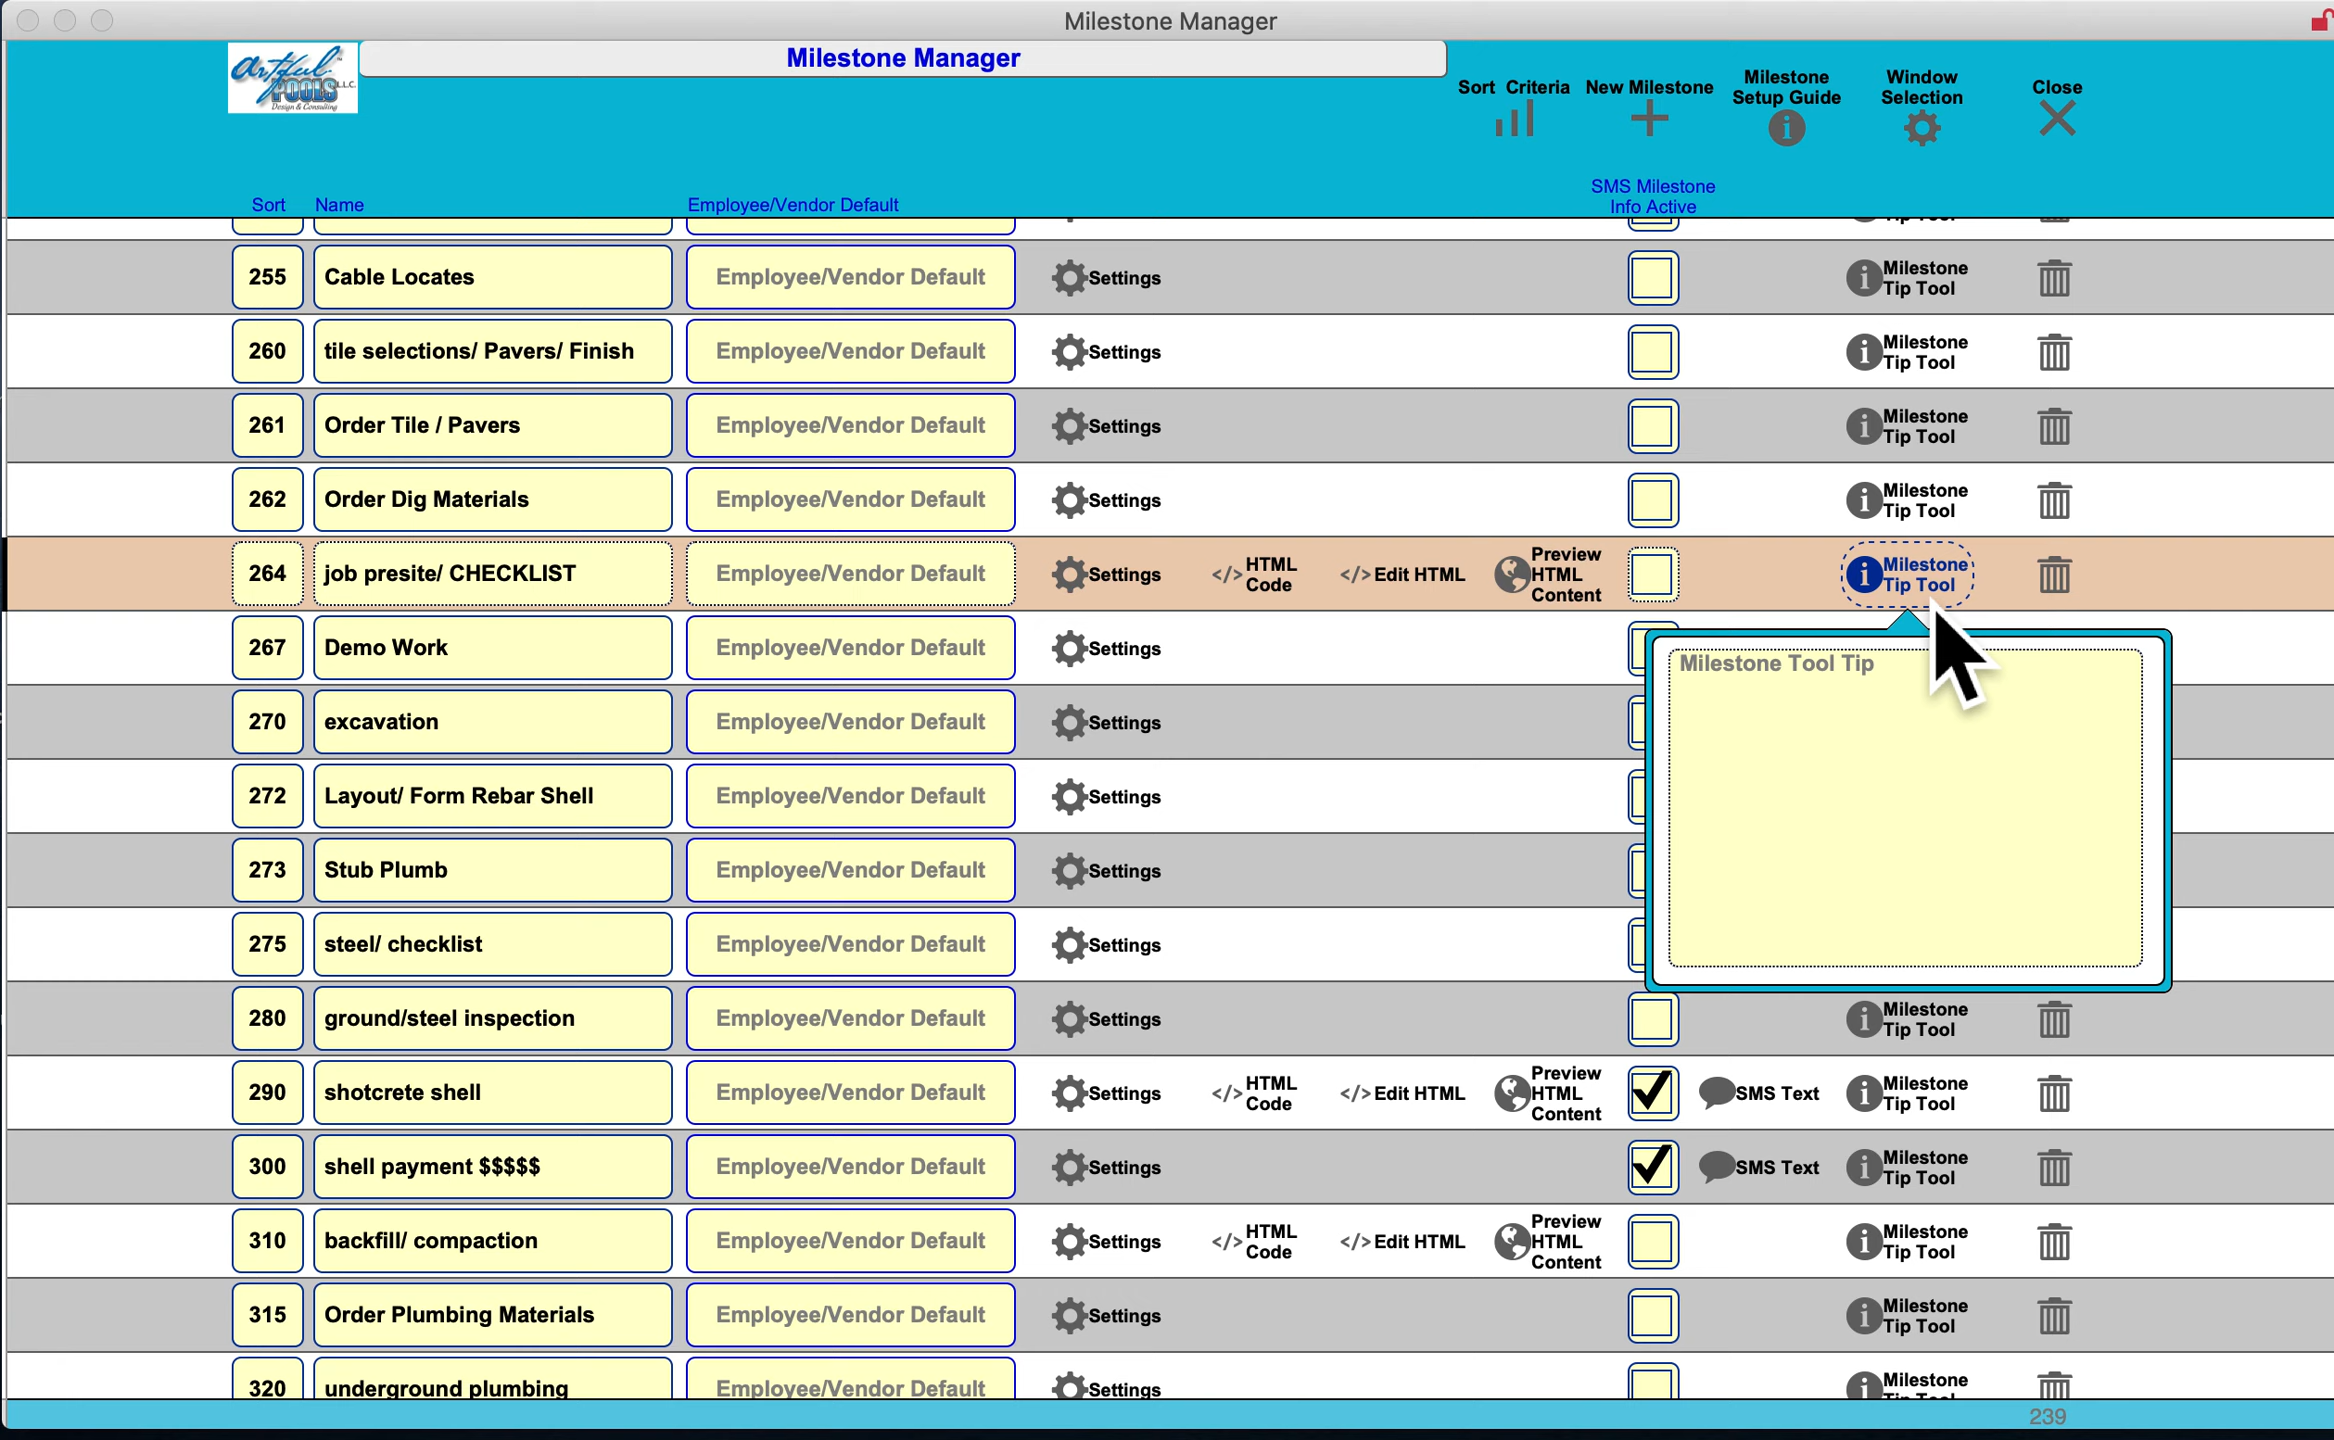 Milestone Manager
Artful
POOLS L.L.C.
Design & Consulting
Milestone Manager
Sort Criteria
New Milestone
Milestone
Setup Guide
Window
Selection
Close
Sort
Name
Employee/Vendor Default
SMS Milestone
Info Active
255 Cable Locates Employee/Vendor Default Settings Milestone Tip Tool
260 tile selections/ Pavers/ Finish Employee/Vendor Default Settings Milestone Tip Tool
261 Order Tile / Pavers Employee/Vendor Default Settings Milestone Tip Tool
262 Order Dig Materials Employee/Vendor Default Settings Milestone Tip Tool
264 job presite/ CHECKLIST Employee/Vendor Default Settings </> HTML Code </> Edit HTML Preview HTML Content Milestone Tip Tool
267 Demo Work Employee/Vendor Default Settings
Milestone Tool Tip
270 excavation Employee/Vendor Default Settings
272 Layout/ Form Rebar Shell Employee/Vendor Default Settings
273 Stub Plumb Employee/Vendor Default Settings
275 steel/ checklist Employee/Vendor Default Settings
280 ground/steel inspection Employee/Vendor Default Settings Milestone Tip Tool
290 shotcrete shell Employee/Vendor Default Settings </> HTML Code </> Edit HTML Preview HTML Content SMS Text Milestone Tip Tool
300 shell payment $$$$$ Employee/Vendor Default Settings SMS Text Milestone Tip Tool
310 backfill/ compaction Employee/Vendor Default Settings </> HTML Code </> Edit HTML Preview HTML Content Milestone Tip Tool
315 Order Plumbing Materials Employee/Vendor Default Settings Milestone Tip Tool
320 underground plumbing Employee/Vendor Default Settings Milestone
239